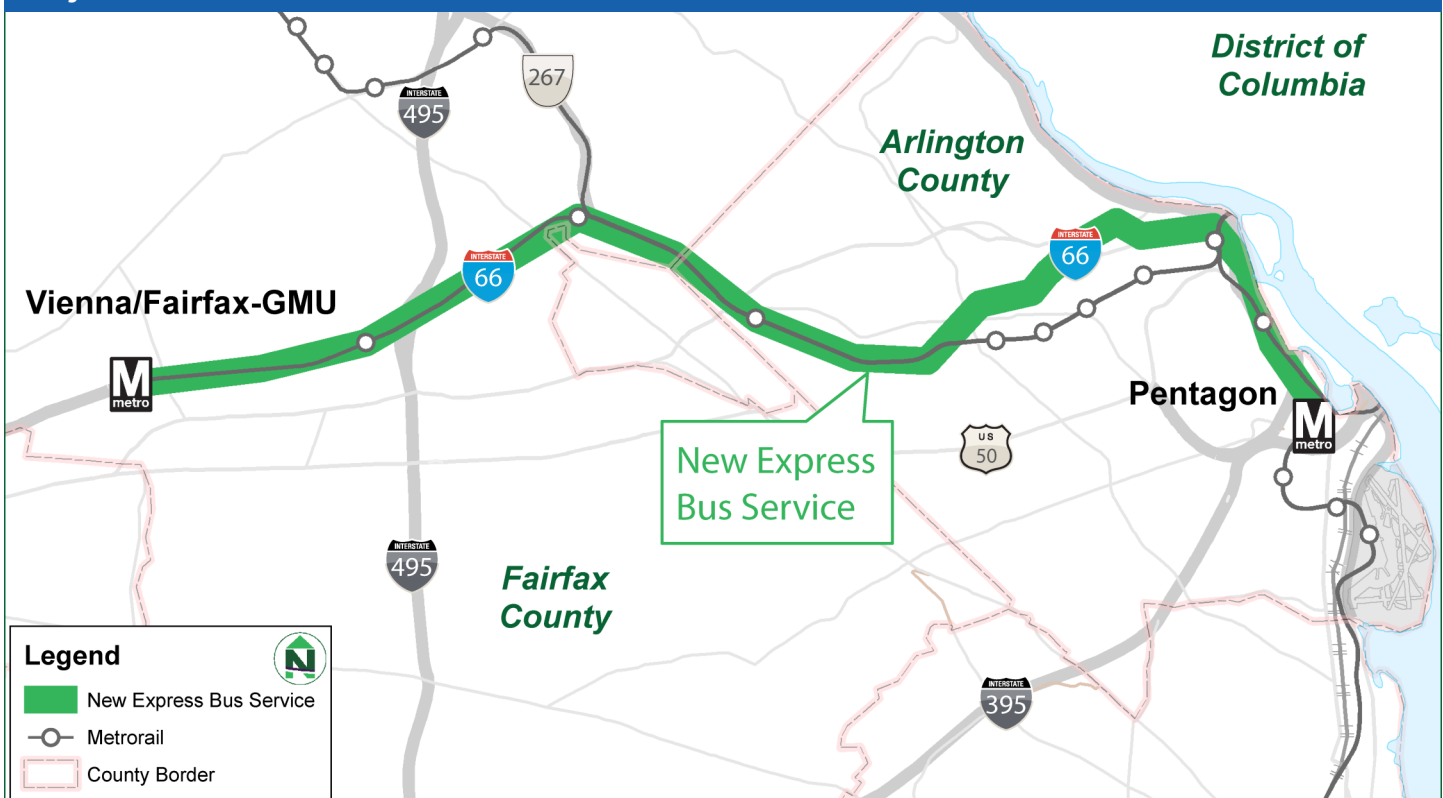 District of
Columbia
267
INTERSTATE
495
Arlington
County
INTERSTATE
66
INTERSTATE
66
Vienna/Fairfax-GMU
M
metro
Pentagon
M
metro
New Express
Bus Service
US
50
INTERSTATE
495
Fairfax
County
INTERSTATE
395
Legend
N
New Express Bus Service
Metrorail
County Border